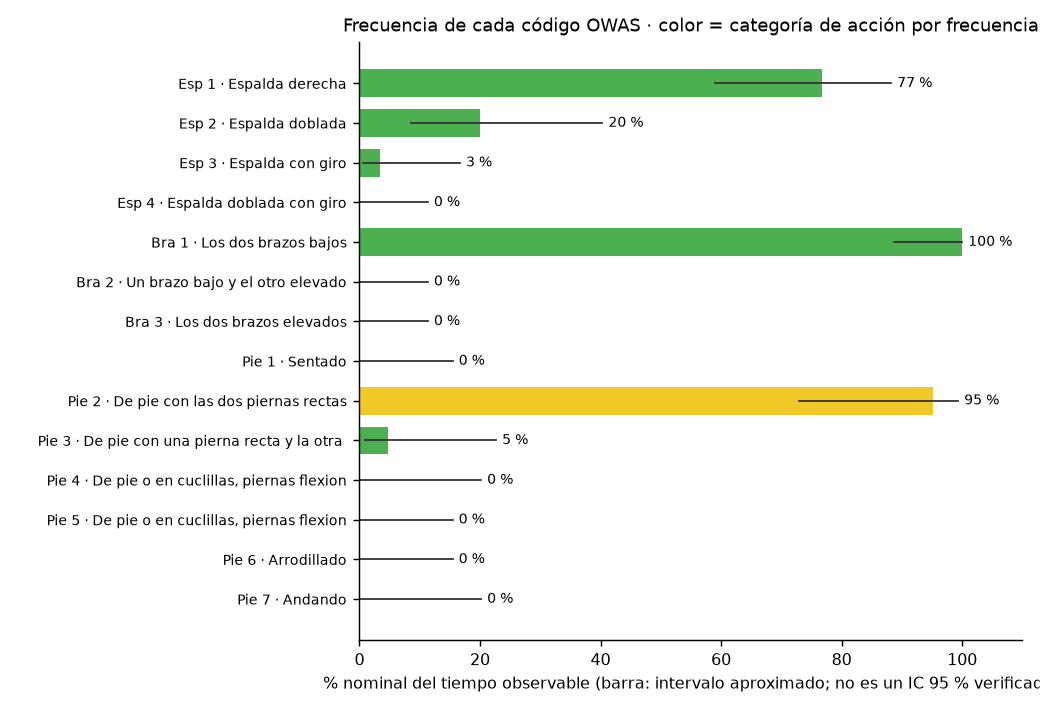 Frecuencia de cada código OWAS · color = categoría de acción por frecuencia
Esp 1 · Espalda derecha
77 %
Esp 2 · Espalda doblada
20 %
Esp 3 · Espalda con giro
3 %
Esp 4 · Espalda doblada con giro
0 %
Bra 1 · Los dos brazos bajos
100 %
Bra 2 · Un brazo bajo y el otro elevado
0 %
Bra 3 · Los dos brazos elevados
0 %
Pie 1 · Sentado
0 %
Pie 2 · De pie con las dos piernas rectas
95 %
Pie 3 · De pie con una pierna recta y la otra
5 %
Pie 4 · De pie o en cuclillas, piernas flexion
0 %
Pie 5 · De pie o en cuclillas, piernas flexion
0 %
Pie 6 · Arrodillado
0 %
Pie 7 · Andando
0 %
0 20 40 60 80 100
% nominal del tiempo observable (barra: intervalo aproximado; no es un IC 95 % verificad